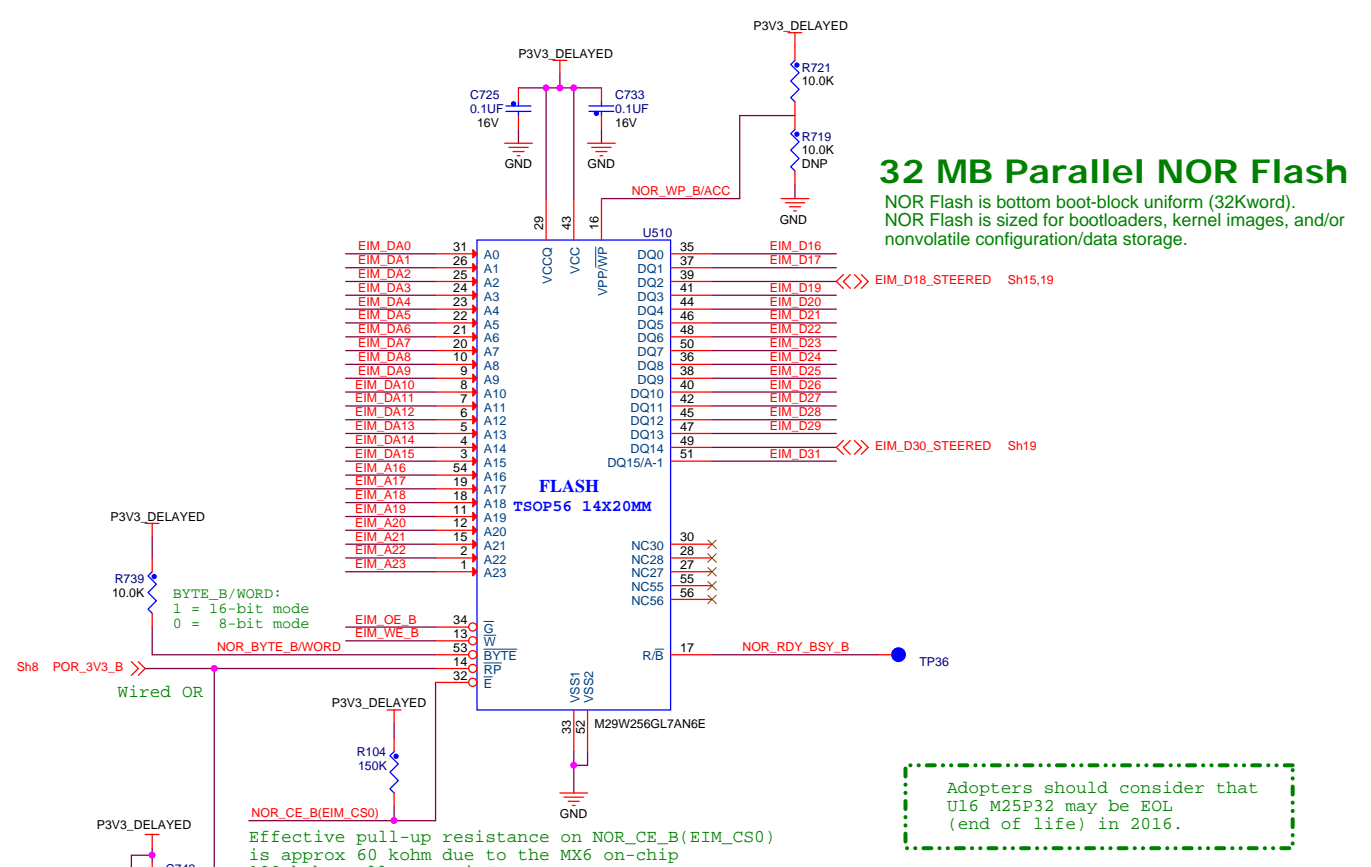 P3V3_DELAYED
R721
10.0K
P3V3_DELAYED
C725
0.1UF
16V
C733
0.1UF
16V
GND
GND
R719
10.0K
DNP
GND
NOR_WP_B/ACC
32 MB Parallel NOR Flash
NOR Flash is bottom boot-block uniform (32Kword).
NOR Flash is sized for bootloaders, kernel images, and/or
nonvolatile configuration/data storage.
29
43
16
U510
VCCQ
VCC
VPP/WP
EIM_DA0 31 A0
EIM_DA1 26 A1
EIM_DA2 25 A2
EIM_DA3 24 A3
EIM_DA4 23 A4
EIM_DA5 22 A5
EIM_DA6 21 A6
EIM_DA7 20 A7
EIM_DA8 10 A8
EIM_DA9 9 A9
EIM_DA10 8 A10
EIM_DA11 7 A11
EIM_DA12 6 A12
EIM_DA13 5 A13
EIM_DA14 4 A14
EIM_DA15 3 A15
EIM_A16 54 A16
EIM_A17 19 A17
EIM_A18 18 A18
EIM_A19 11 A19
EIM_A20 12 A20
EIM_A21 15 A21
EIM_A22 2 A22
EIM_A23 1 A23
DQ0 35 EIM_D16
DQ1 37 EIM_D17
DQ2 39 EIM_D18_STEERED Sh15,19
DQ3 41 EIM_D19
DQ4 44 EIM_D20
DQ5 46 EIM_D21
DQ6 48 EIM_D22
DQ7 50 EIM_D23
DQ8 36 EIM_D24
DQ9 38 EIM_D25
DQ10 40 EIM_D26
DQ11 42 EIM_D27
DQ12 45 EIM_D28
DQ13 47 EIM_D29
DQ14 49 EIM_D30_STEERED Sh19
DQ15/A-1 51 EIM_D31
FLASH
TSOP56 14X20MM
NC30 30
NC28 28
NC27 27
NC55 55
NC56 56
P3V3_DELAYED
R739
10.0K
BYTE_B/WORD:
1 = 16-bit mode
0 = 8-bit mode
EIM_OE_B 34 G
EIM_WE_B 13 W
NOR_BYTE_B/WORD 53 BYTE
Sh8 POR_3V3_B 14 RP
32 E
Wired OR
R/B 17 NOR_RDY_BSY_B TP36
VSS1
VSS2
33
52
M29W256GL7AN6E
GND
P3V3_DELAYED
R104
150K
NOR_CE_B(EIM_CS0)
Effective pull-up resistance on NOR_CE_B(EIM_CS0)
is approx 60 kohm due to the MX6 on-chip
Adopters should consider that
U16 M25P32 may be EOL
(end of life) in 2016.
P3V3_DELAYED